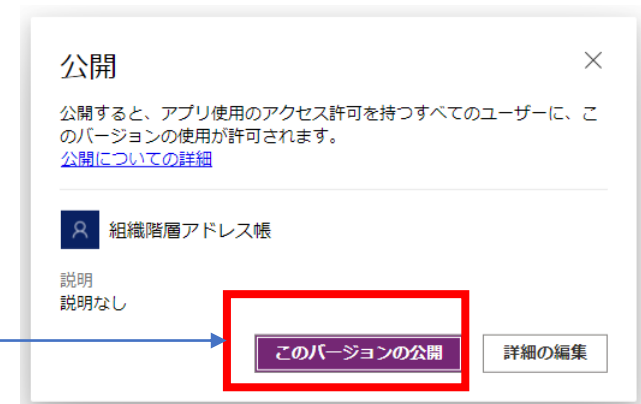 公開
公開すると、アプリ使用のアクセス許可を持つすべてのユーザーに、こ
のバージョンの使用が許可されます。
公開についての詳細
組織階層アドレス帳
説明
説明なし
このバージョンの公開
詳細の編集